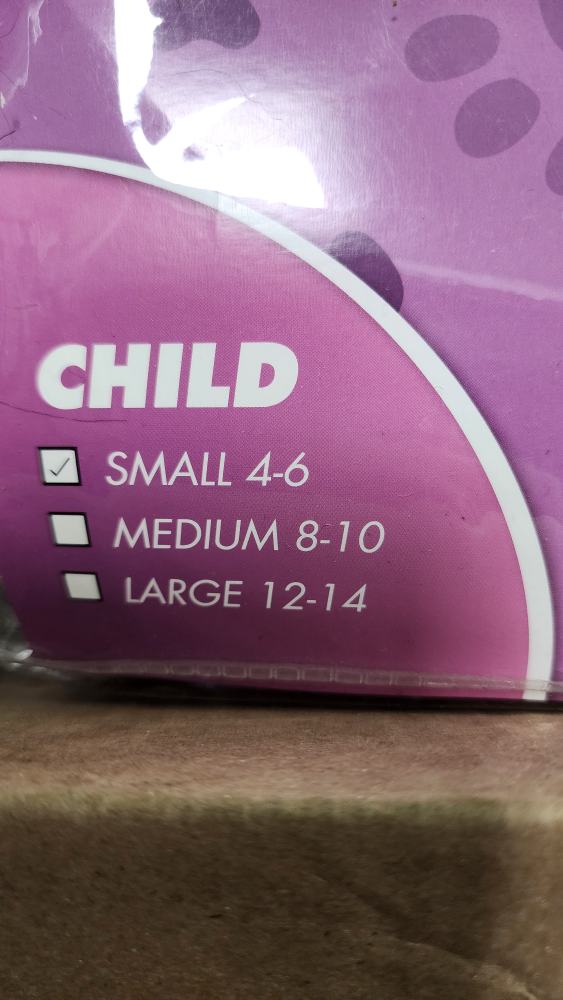 CHILD
SMALL 4-6
MEDIUM 8-10
LARGE 12-14